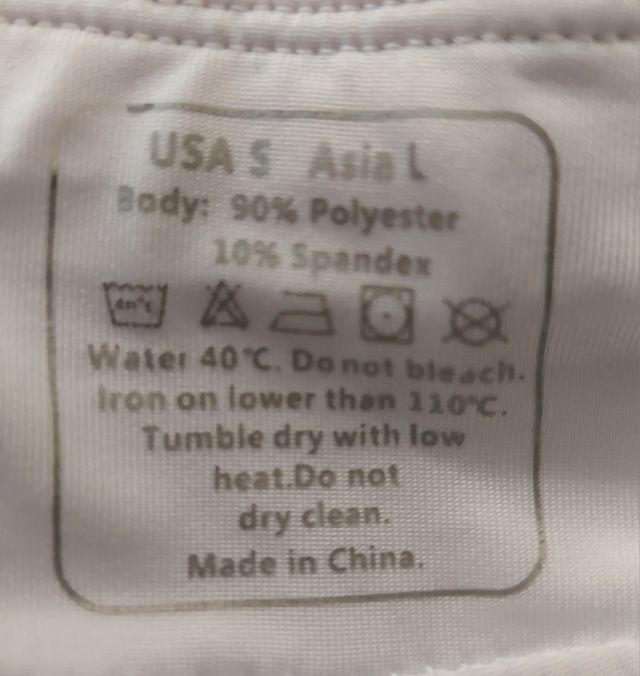 USA S Asia L
Body: 90% Polyester
10% Spandex
40°C
Water 40℃. Do not bleach.
Iron on lower than 110℃.
Tumble dry with low
heat.Do not
dry clean.
Made in China.